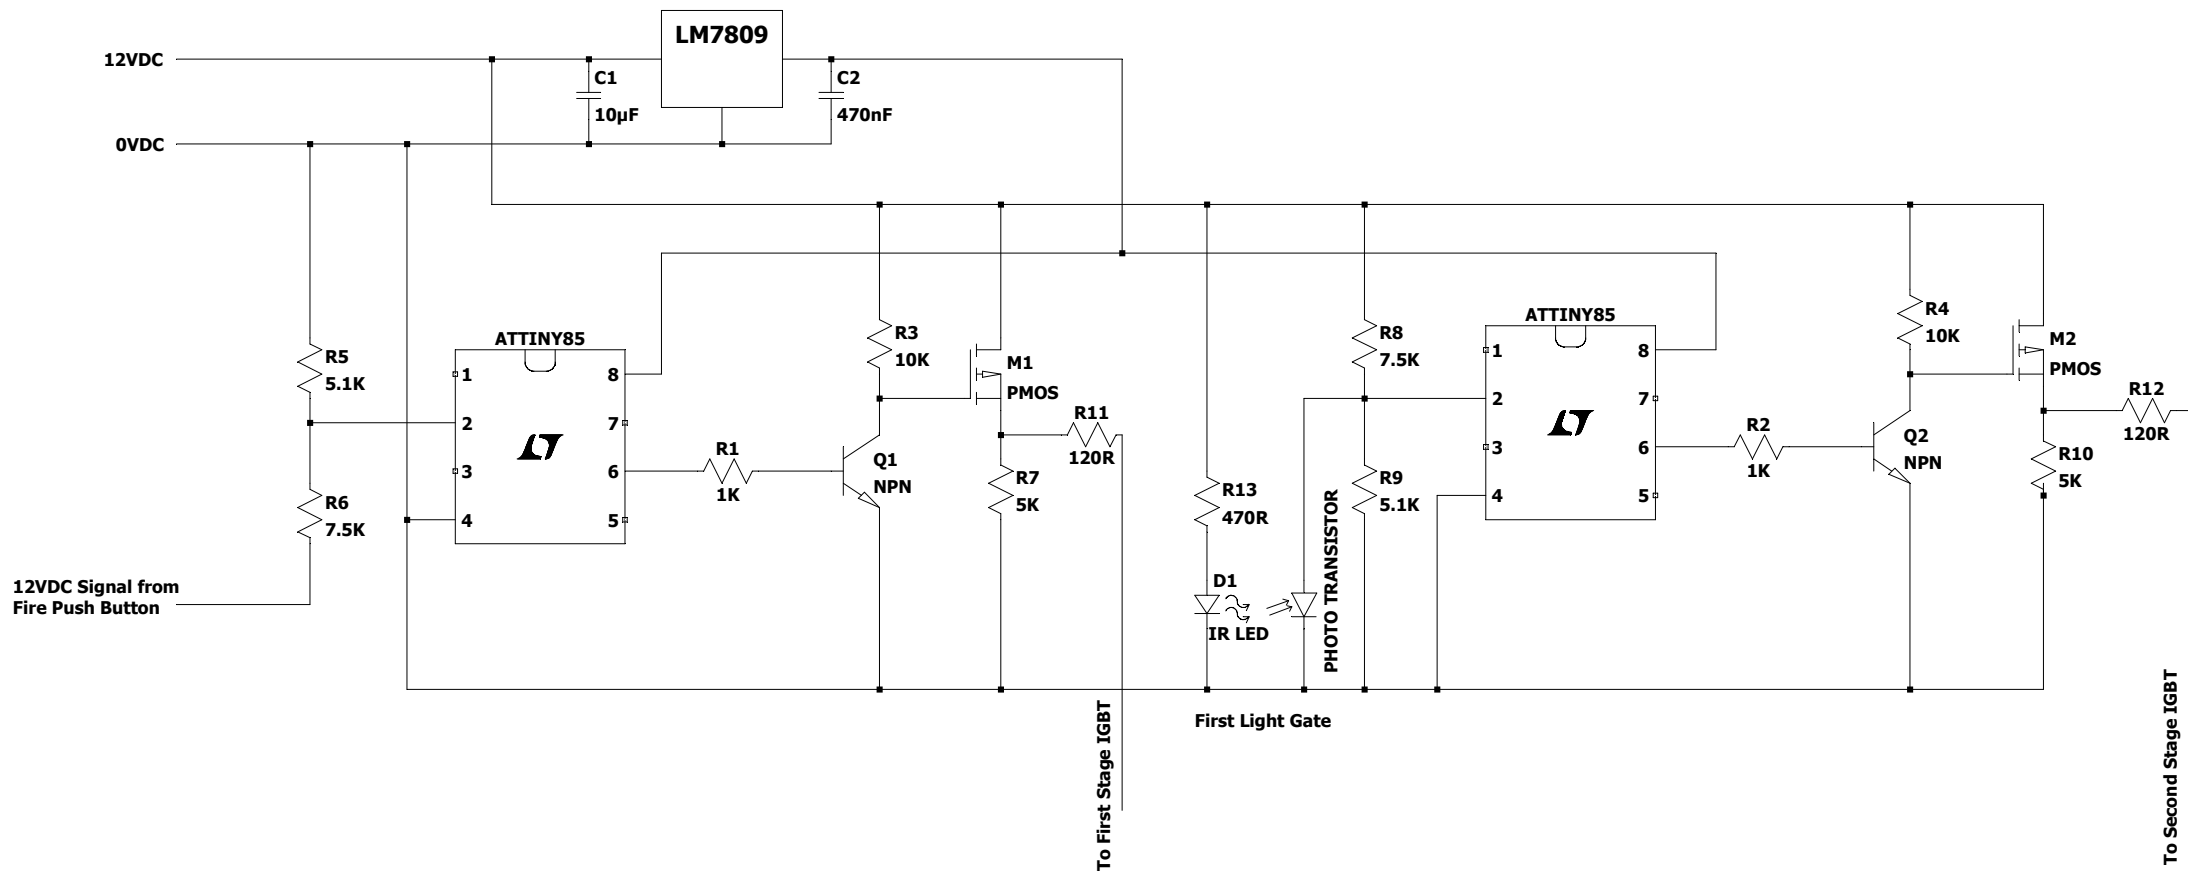 LM7809
12VDC
C1
10µF
C2
470nF
0VDC
R5
5.1K
R6
7.5K
12VDC Signal from
Fire Push Button
ATTINY85
1
2
3
4
8
7
6
5
R1
1K
R3
10K
Q1
NPN
M1
PMOS
R11
120R
R7
5K
To First Stage IGBT
R13
470R
D1
IR LED
PHOTO TRANSISTOR
R8
7.5K
R9
5.1K
First Light Gate
ATTINY85
1
2
3
4
8
7
6
5
R2
1K
R4
10K
Q2
NPN
M2
PMOS
R12
120R
R10
5K
To Second Stage IGBT